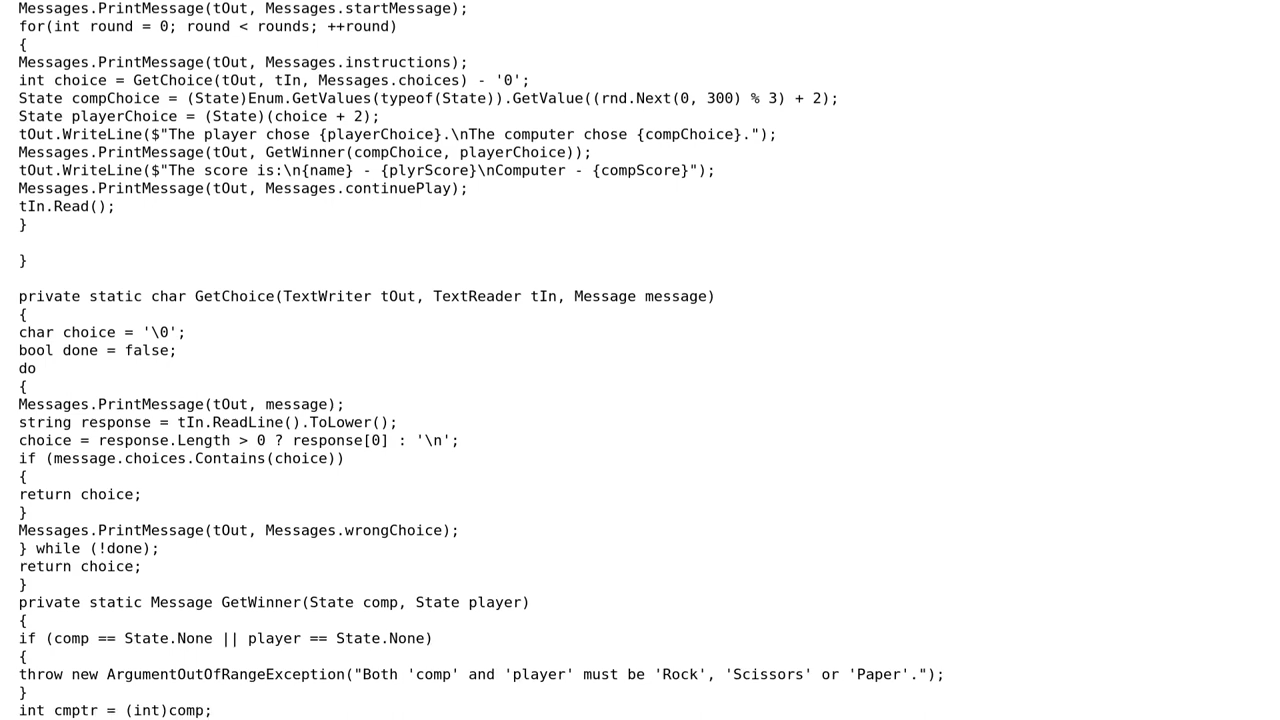 Messages.PrintMessage(tOut, Messages.startMessage);
for(int round = 0; round < rounds; ++round)
{
Messages.PrintMessage(tOut, Messages.instructions);
int choice = GetChoice(tOut, tIn, Messages.choices) - '0';
State compChoice = (State)Enum.GetValues(typeof(State)).GetValue((rnd.Next(0, 300) % 3) + 2);
State playerChoice = (State)(choice + 2);
tOut.WriteLine($"The player chose {playerChoice}.\nThe computer chose {compChoice}.");
Messages.PrintMessage(tOut, GetWinner(compChoice, playerChoice));
tOut.WriteLine($"The score is:\n{name} - {plyrScore}\nComputer - {compScore}");
Messages.PrintMessage(tOut, Messages.continuePlay);
tIn.Read();
}

}

private static char GetChoice(TextWriter tOut, TextReader tIn, Message message)
{
char choice = '\0';
bool done = false;
do
{
Messages.PrintMessage(tOut, message);
string response = tIn.ReadLine().ToLower();
choice = response.Length > 0 ? response[0] : '\n';
if (message.choices.Contains(choice))
{
return choice;
}
Messages.PrintMessage(tOut, Messages.wrongChoice);
} while (!done);
return choice;
}
private static Message GetWinner(State comp, State player)
{
if (comp == State.None || player == State.None)
{
throw new ArgumentOutOfRangeException("Both 'comp' and 'player' must be 'Rock', 'Scissors' or 'Paper'.");
}
int cmptr = (int)comp;